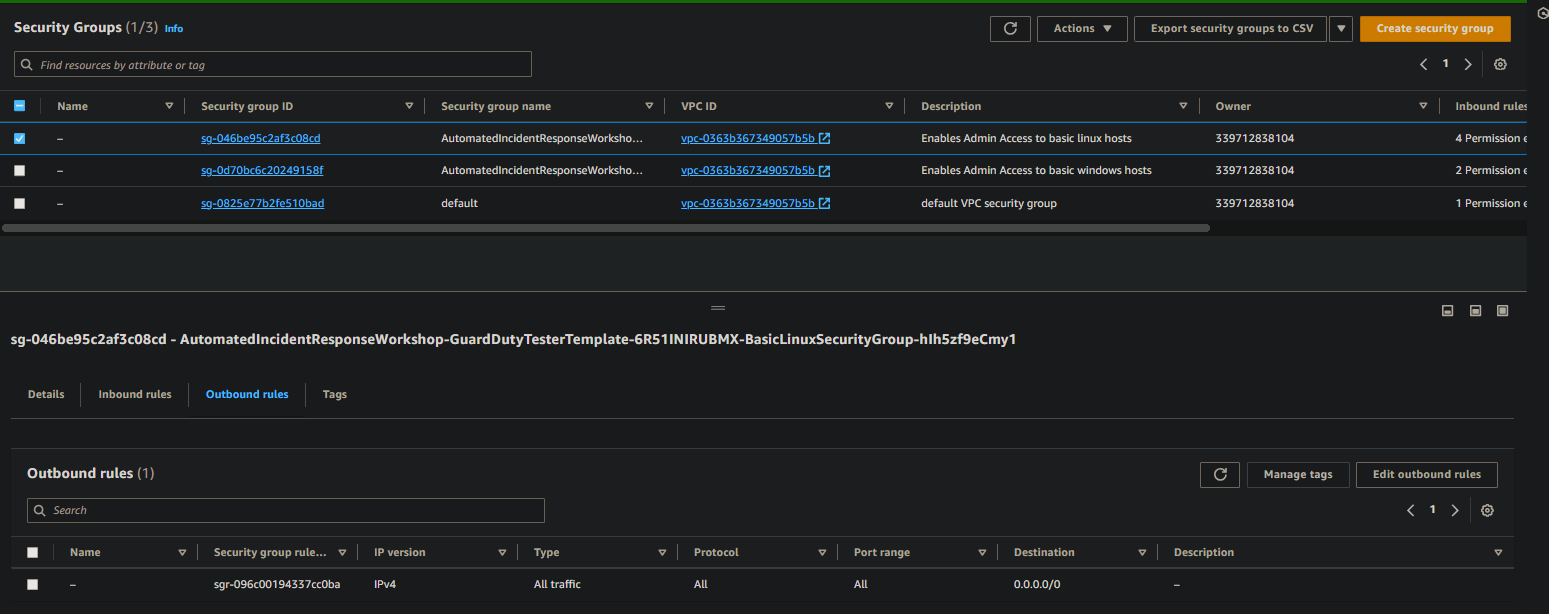 Security Groups (1/3) Info
Actions Export security groups to CSV Create security group
Find resources by attribute or tag
1
Name Security group ID Security group name VPC ID Description Owner Inbound rules
– sg-046be95c2af3c08cd AutomatedIncidentResponseWorksho... vpc-0363b367349057b5b Enables Admin Access to basic linux hosts 339712838104 4 Permission e
– sg-0d70bc6c20249158f AutomatedIncidentResponseWorksho... vpc-0363b367349057b5b Enables Admin Access to basic windows hosts 339712838104 2 Permission e
– sg-0825e77b2fe510bad default vpc-0363b367349057b5b default VPC security group 339712838104 1 Permission e
sg-046be95c2af3c08cd - AutomatedIncidentResponseWorkshop-GuardDutyTesterTemplate-6R51INIRUBMX-BasicLinuxSecurityGroup-hIh5zf9eCmy1
Details Inbound rules Outbound rules Tags
Outbound rules (1)
Manage tags Edit outbound rules
Search
1
Name Security group rule... IP version Type Protocol Port range Destination Description
– sgr-096c00194337cc0ba IPv4 All traffic All All 0.0.0.0/0 –